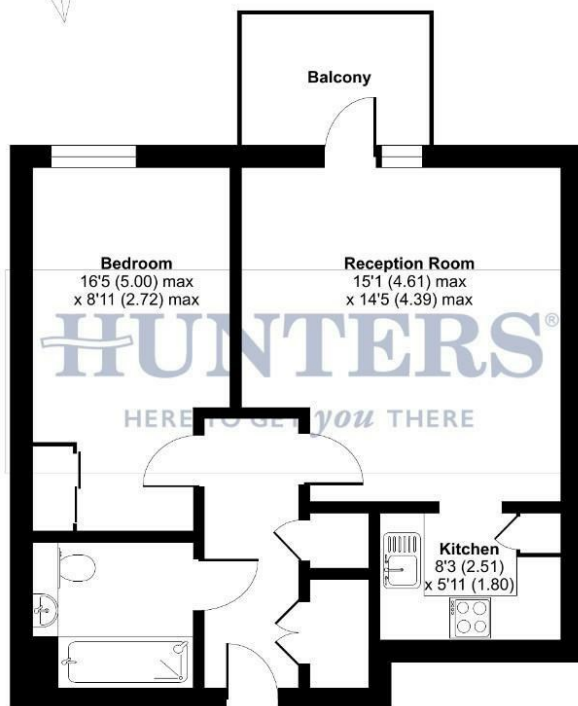 Balcony
Bedroom
16'5 (5.00) max
x 8'11 (2.72) max
Reception Room
15'1 (4.61) max
x 14'5 (4.39) max
HUNTERS®
HERE TO GET you THERE
Kitchen
8'3 (2.51)
x 5'11 (1.80)